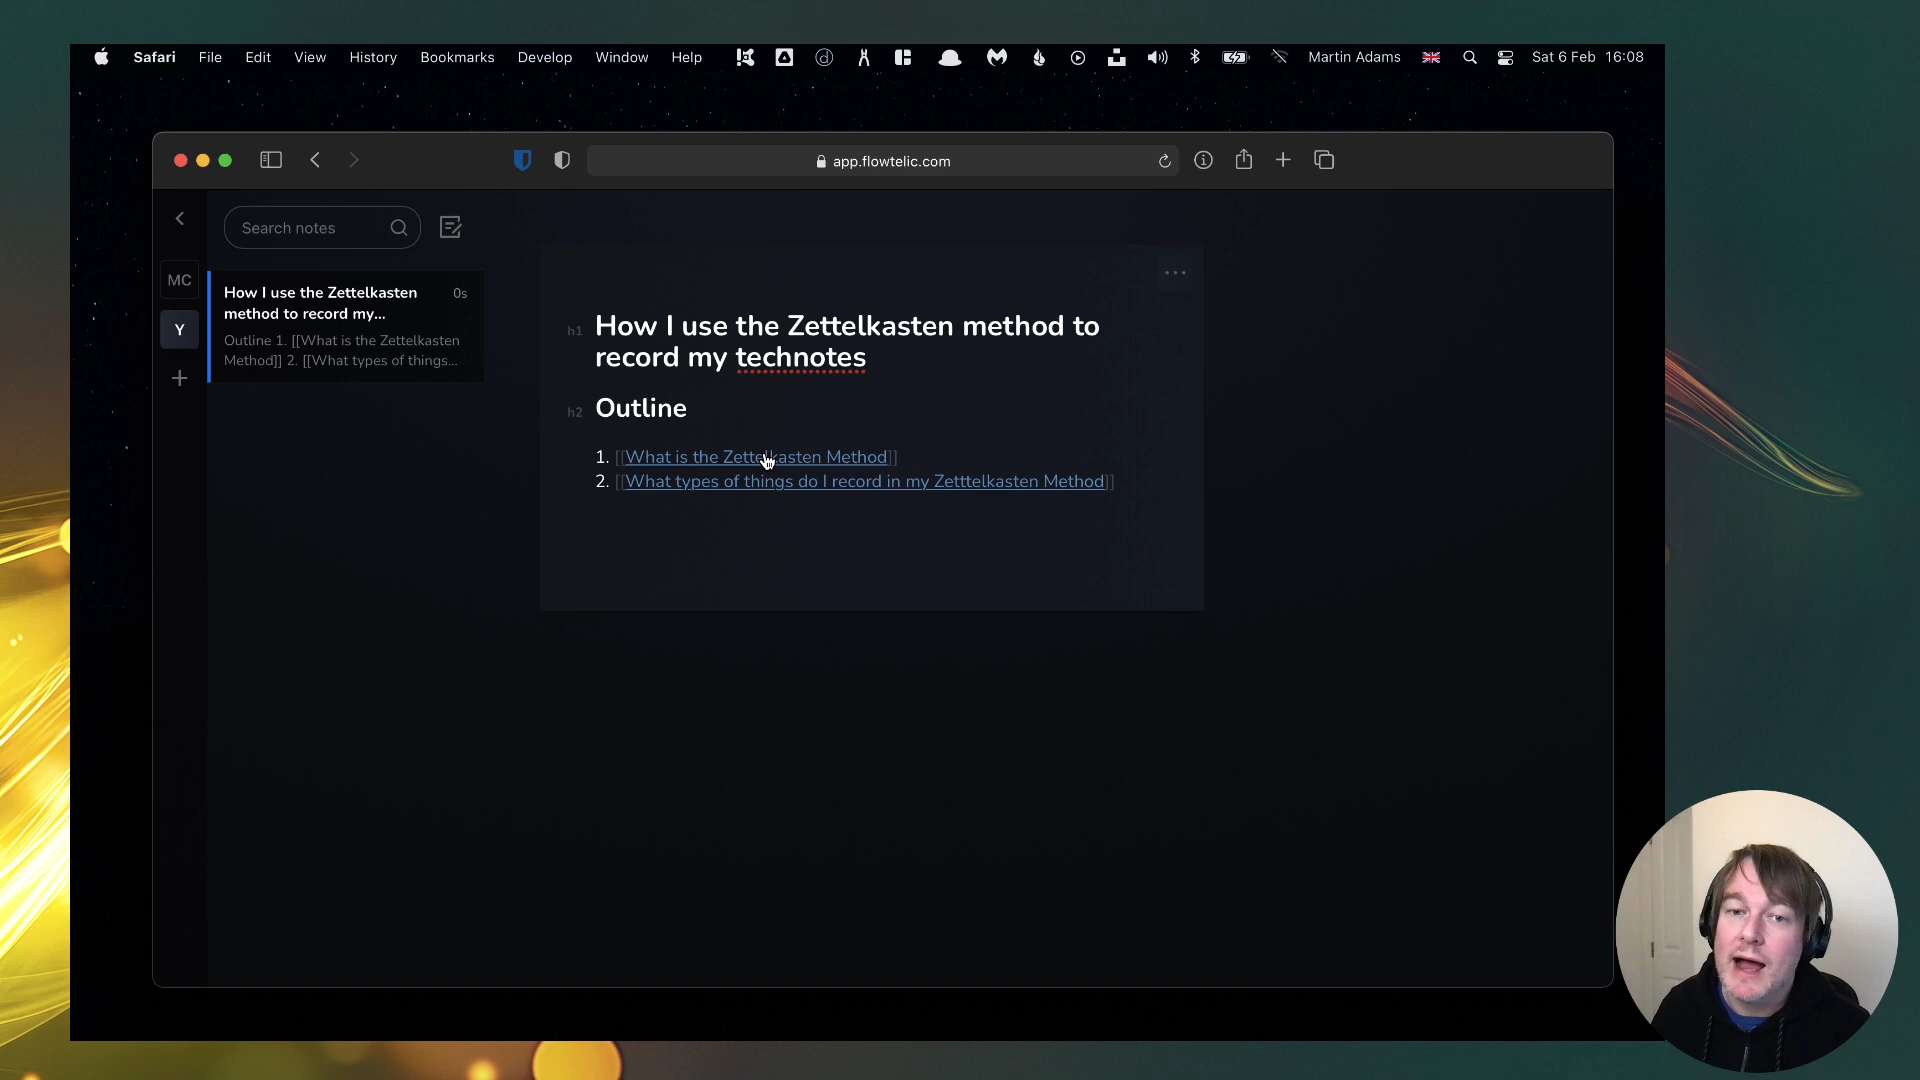 Safari File Edit View History Bookmarks Develop Window Help Martin Adams Sat 6 Feb 16:08
app.flowtelic.com
Search notes
MC
Y
How I use the Zettelkasten 0s
method to record my...
Outline 1. [[What is the Zettelkasten
Method]] 2. [[What types of things...
h1 How I use the Zettelkasten method to
record my technotes
h2 Outline
1. [[What is the Zettelkasten Method]]
2. [[What types of things do I record in my Zetttelkasten Method]]